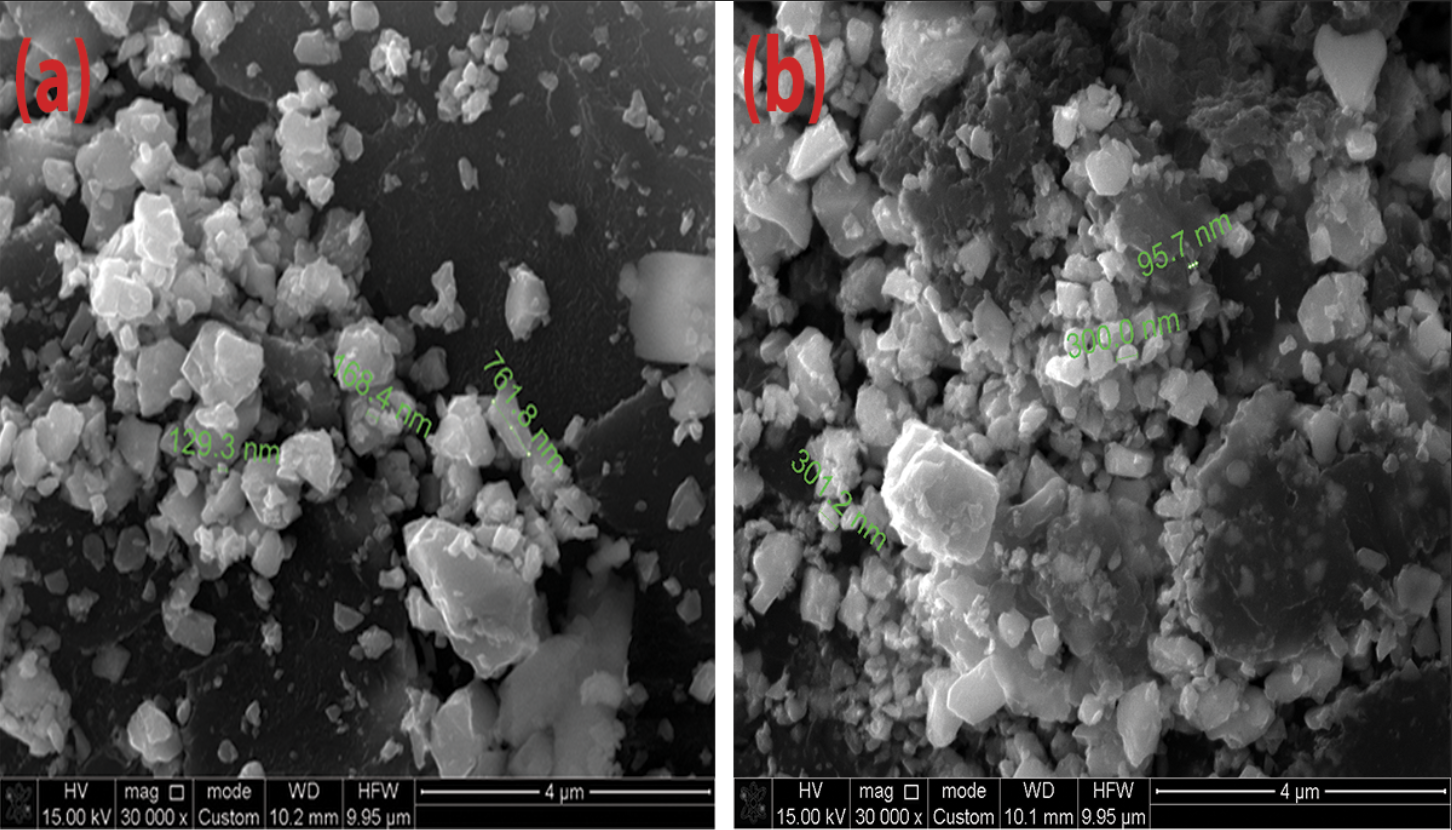 (a)
168.4 nm
761.8 nm
129.3 nm
HV mag mode WD HFW 4 µm
15.00 kV 30 000 x Custom 10.2 mm 9.95 µm
(b)
95.7 nm
300.0 nm
301.2 nm
HV mag mode WD HFW 4 µm
15.00 kV 30 000 x Custom 10.1 mm 9.95 µm